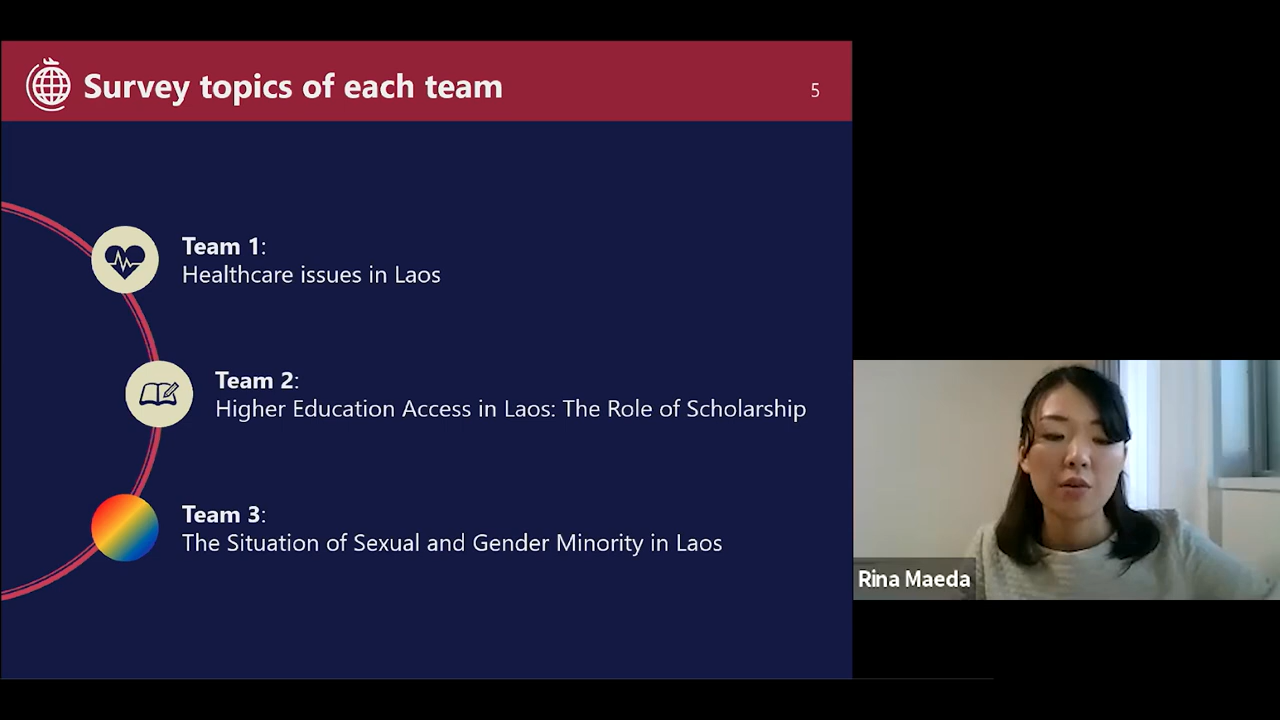 Survey topics of each team
5
Team 1:
Healthcare issues in Laos
Team 2:
Higher Education Access in Laos: The Role of Scholarship
Team 3:
The Situation of Sexual and Gender Minority in Laos
Rina Maeda